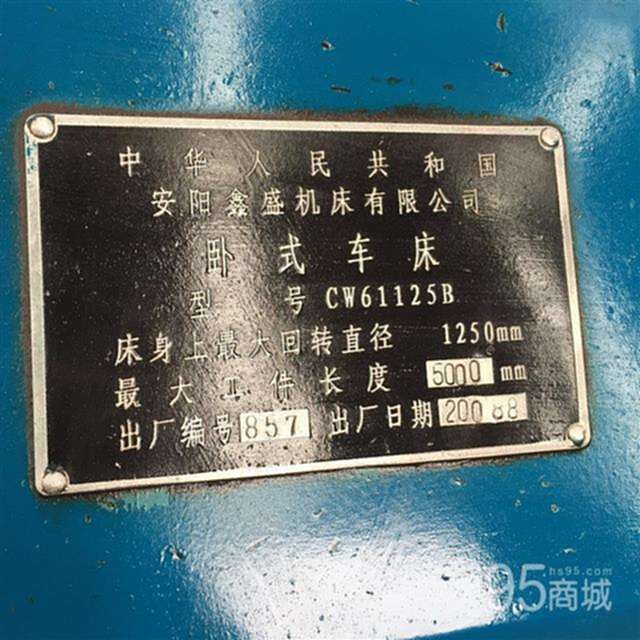 中华人民共和国
安阳鑫盛机床有限公司
卧式车床
型 号 CW61125B
床身上最大回转直径 1250mm
最大工件长度 5000 mm
出厂编号 857 出厂日期
hs95.com
95商城